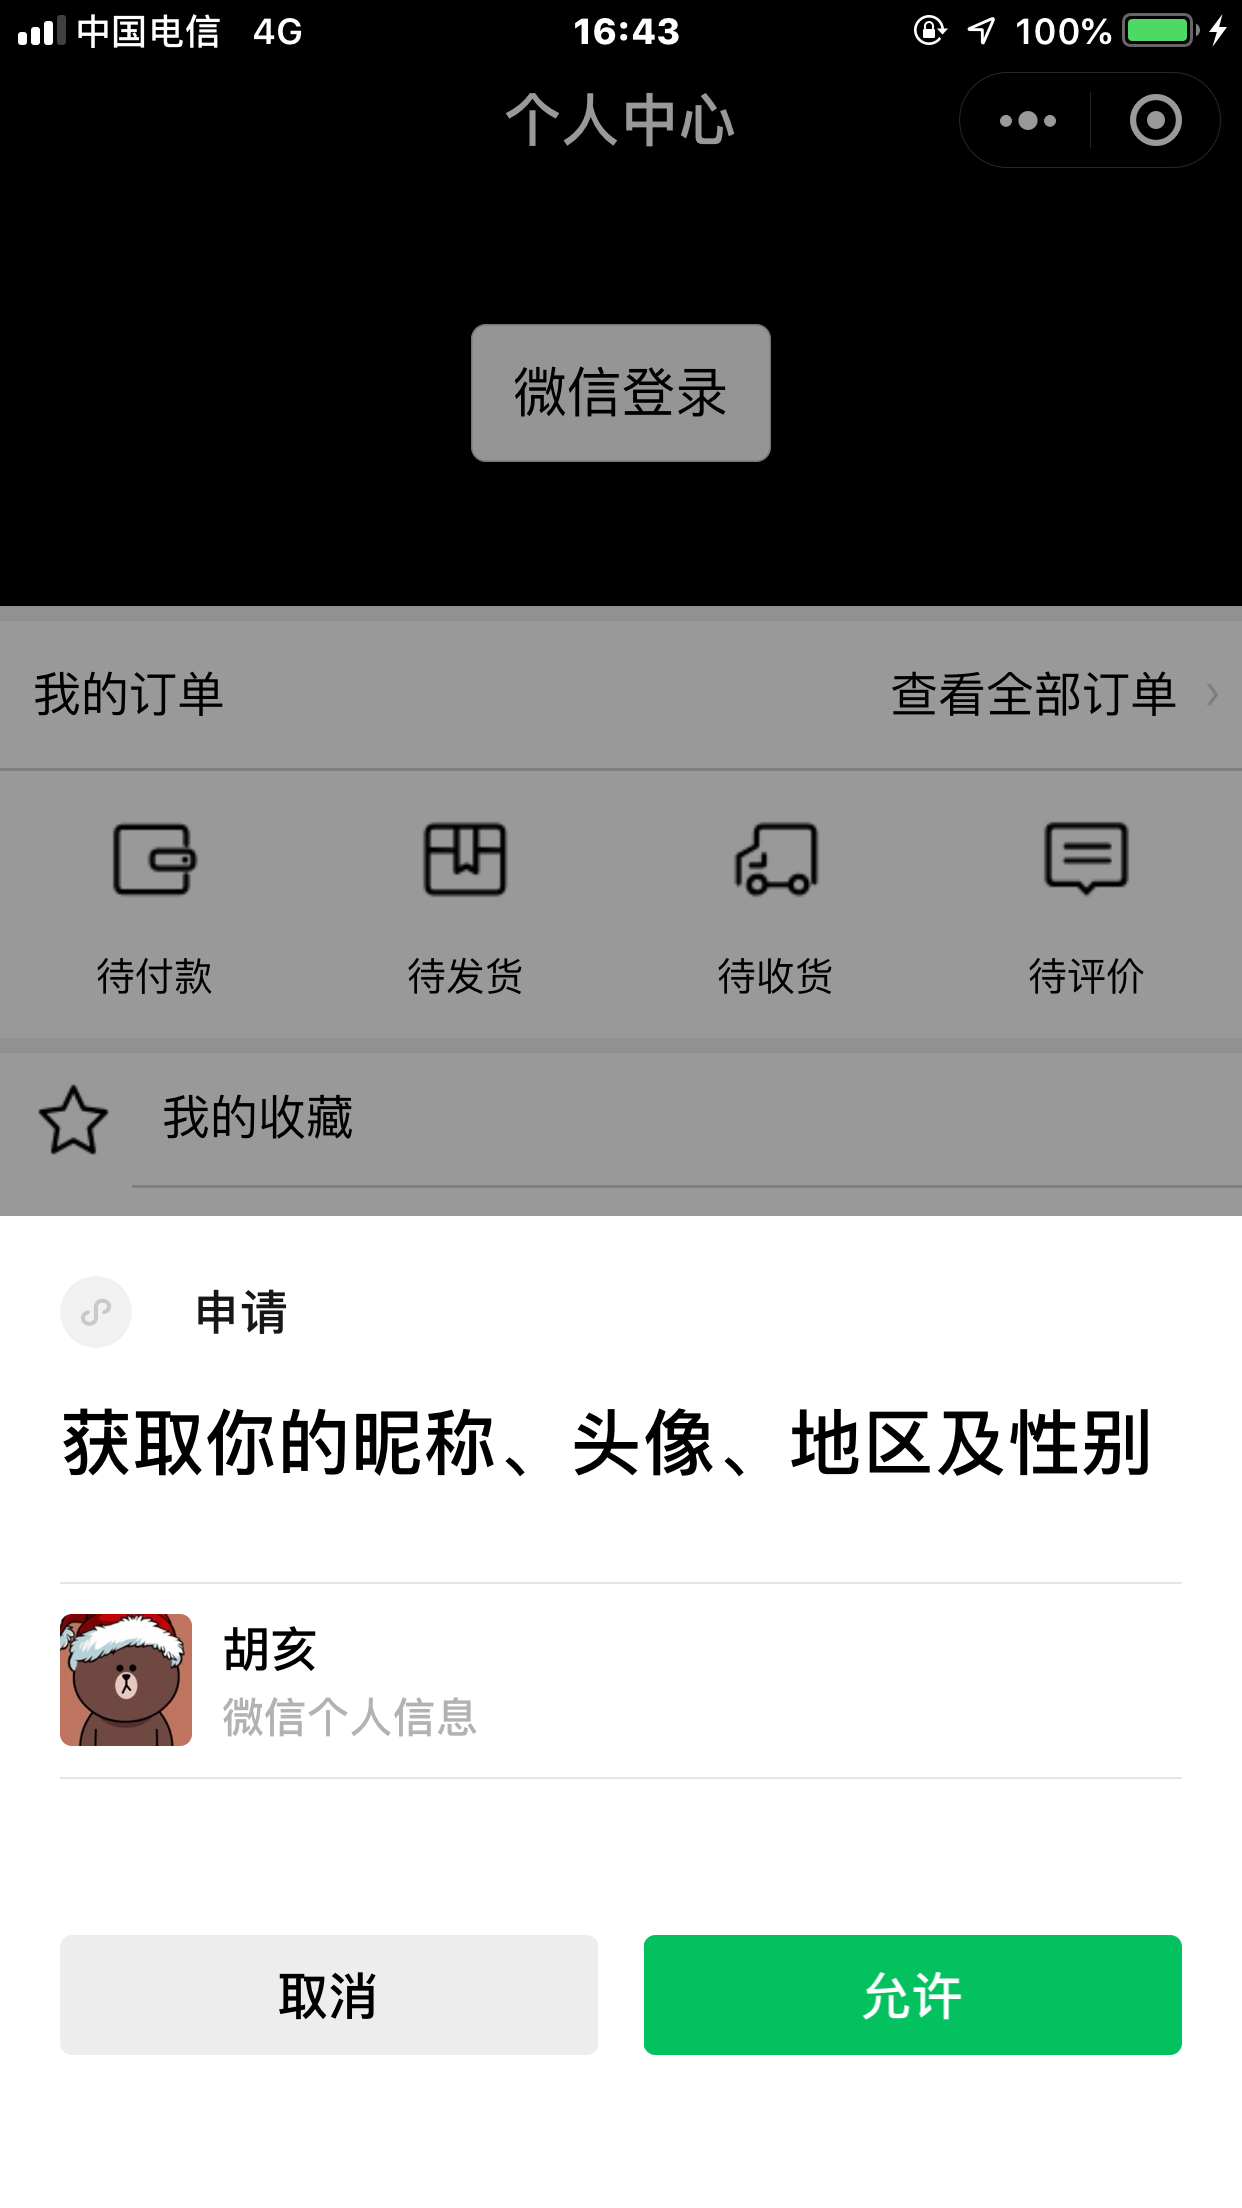 中国电信 4G 16:43 100%
个人中心
微信登录
我的订单 查看全部订单
待付款 待发货 待收货 待评价
我的收藏
申请
获取你的昵称、头像、地区及性别
胡亥
微信个人信息
取消 允许